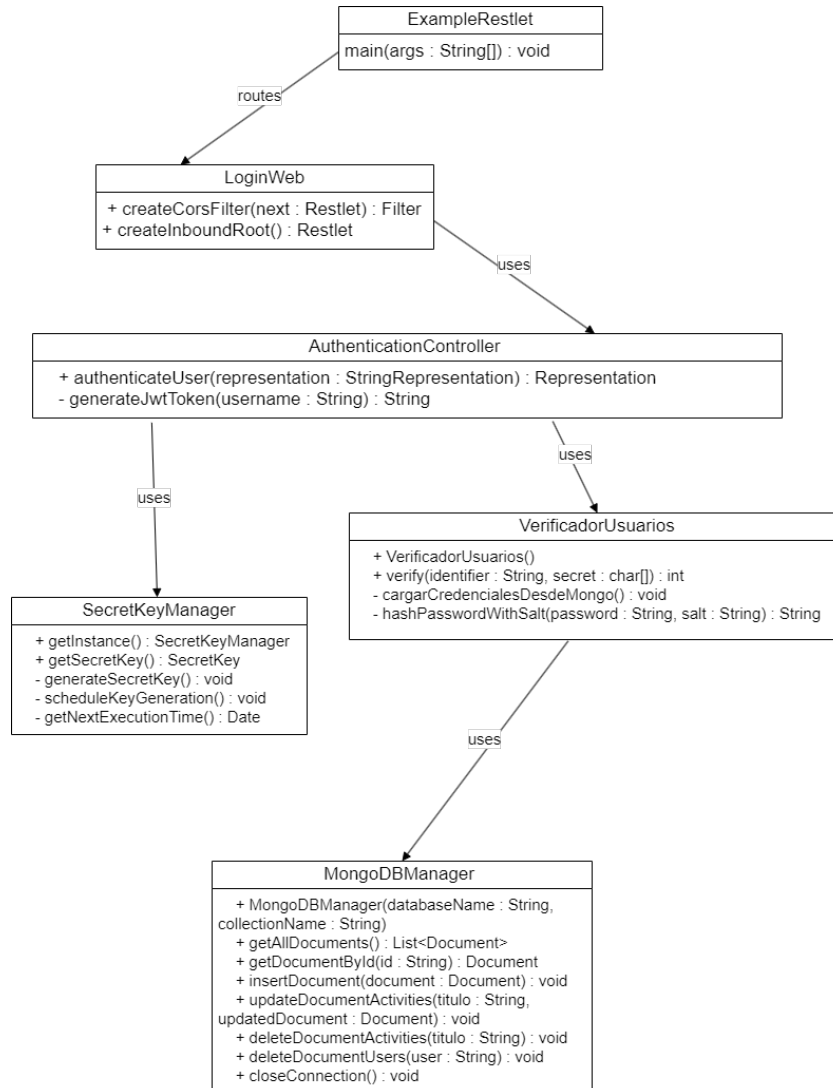 ExampleRestlet
main(args : String[]) : void
routes
LoginWeb
+ createCorsFilter(next : Restlet) : Filter
+ createInboundRoot() : Restlet
uses
AuthenticationController
+ authenticateUser(representation : StringRepresentation) : Representation
- generateJwtToken(username : String) : String
uses
uses
VerificadorUsuarios
+ VerificadorUsuarios()
+ verify(identifier : String, secret : char[]) : int
- cargarCredencialesDesdeMongo() : void
- hashPasswordWithSalt(password : String, salt : String) : String
SecretKeyManager
+ getInstance() : SecretKeyManager
+ getSecretKey() : SecretKey
- generateSecretKey() : void
- scheduleKeyGeneration() : void
- getNextExecutionTime() : Date
uses
MongoDBManager
+ MongoDBManager(databaseName : String,
collectionName : String)
+ getAllDocuments() : List<Document>
+ getDocumentById(id : String) : Document
+ insertDocument(document : Document) : void
+ updateDocumentActivities(titulo : String,
updatedDocument : Document) : void
+ deleteDocumentActivities(titulo : String) : void
+ deleteDocumentUsers(user : String) : void
+ closeConnection() : void